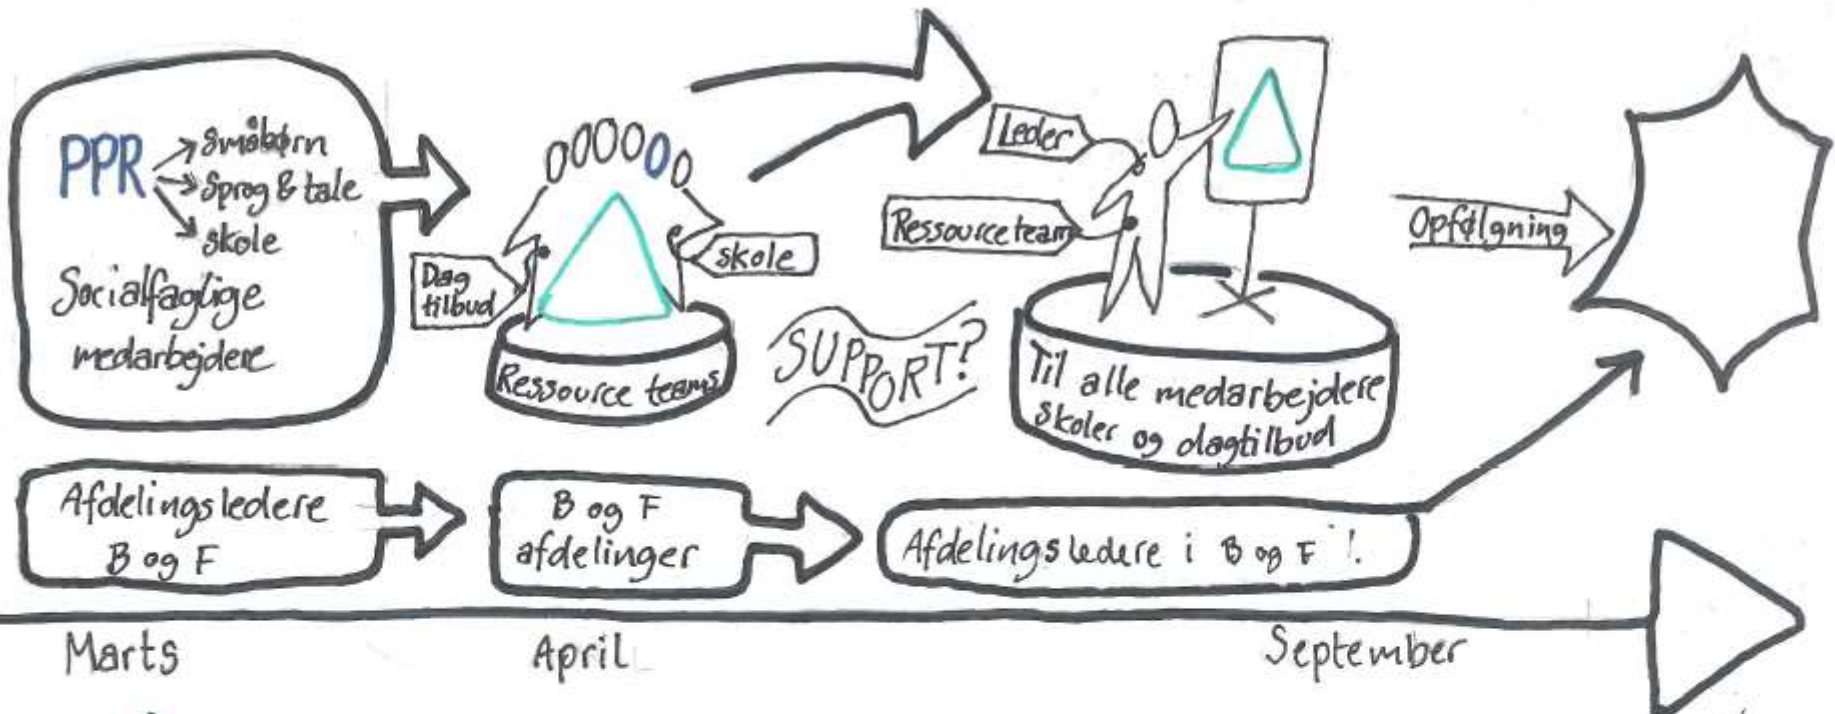 PPR
småbørn
sprog & tale
skole
Socialfaglige
medarbejdere
Dag
tilbud
skole
Ressource teams
SUPPORT?
Leder
Ressourceteam
Til alle medarbejdere
skoler og dagtilbud
Opfølgning
Afdelingsledere
B og F
B og F
afdelinger
Afdelingsledere i B og F !.
Marts
April
September